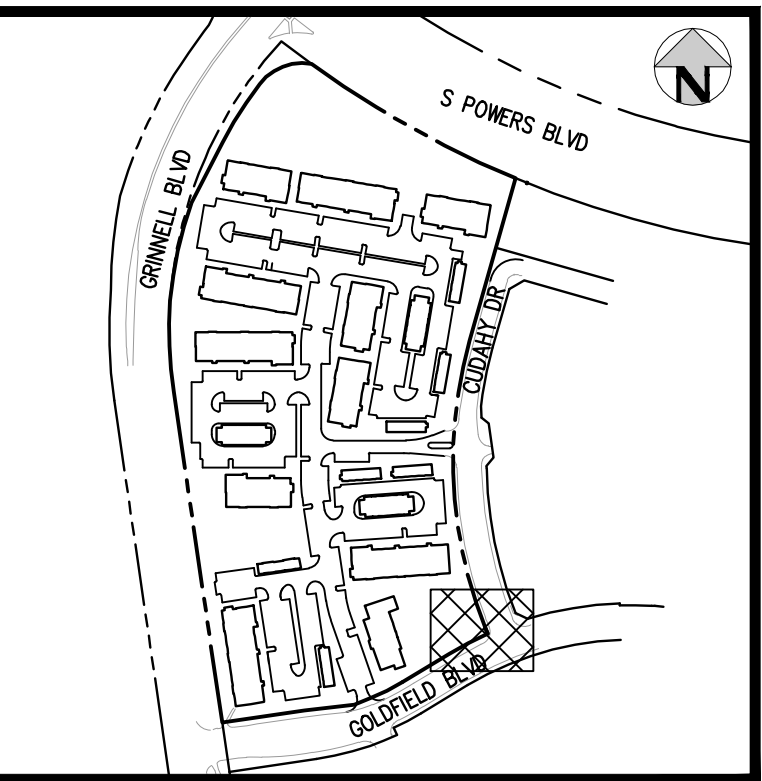 N
S POWERS BLVD
GRINNELL BLVD
CUDAHY DR
GOLDFIELD BLVD